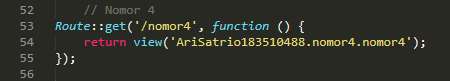 52 // Nomor 4
53 Route::get('/nomor4', function () {
54 return view('AriSatrio183510488.nomor4.nomor4');
55 });
56